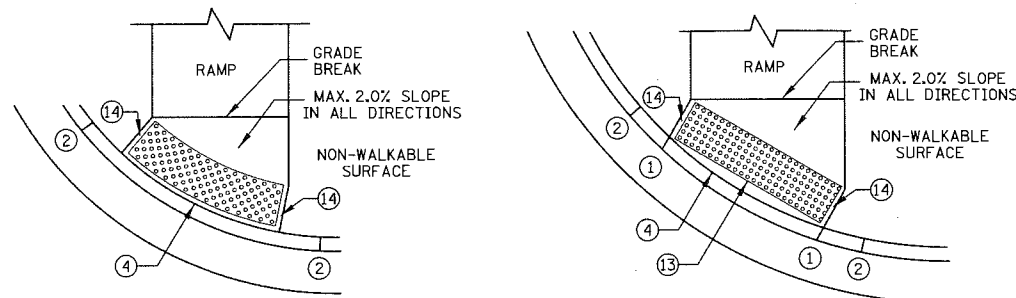 RAMP
GRADE
BREAK
MAX. 2.0% SLOPE
IN ALL DIRECTIONS
NON-WALKABLE
SURFACE
14
2
14
4
2
RAMP
GRADE
BREAK
MAX. 2.0% SLOPE
IN ALL DIRECTIONS
NON-WALKABLE
SURFACE
14
2
1
14
4
13
1
2